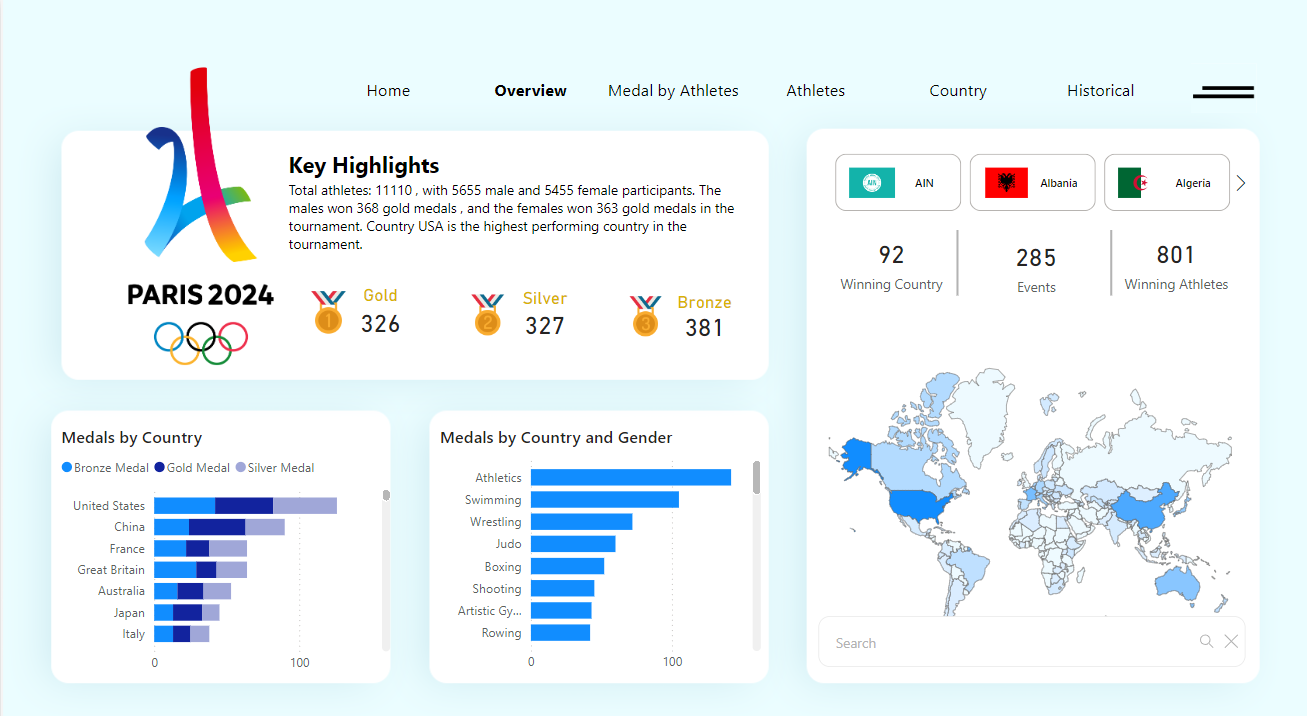 Home Overview Medal by Athletes Athletes Country Historical
Key Highlights
Total athletes: 11110 , with 5655 male and 5455 female participants. The
males won 368 gold medals , and the females won 363 gold medals in the
tournament. Country USA is the highest performing country in the
tournament.
PARIS 2024
Gold
326
Silver
327
Bronze
381
1
2
3
AIN
AIN
Albania
Algeria
92
Winning Country
285
Events
801
Winning Athletes
Medals by Country
Bronze Medal Gold Medal Silver Medal
United States
China
France
Great Britain
Australia
Japan
Italy
0 100
Medals by Country and Gender
Athletics
Swimming
Wrestling
Judo
Boxing
Shooting
Artistic Gy...
Rowing
0 100
Search